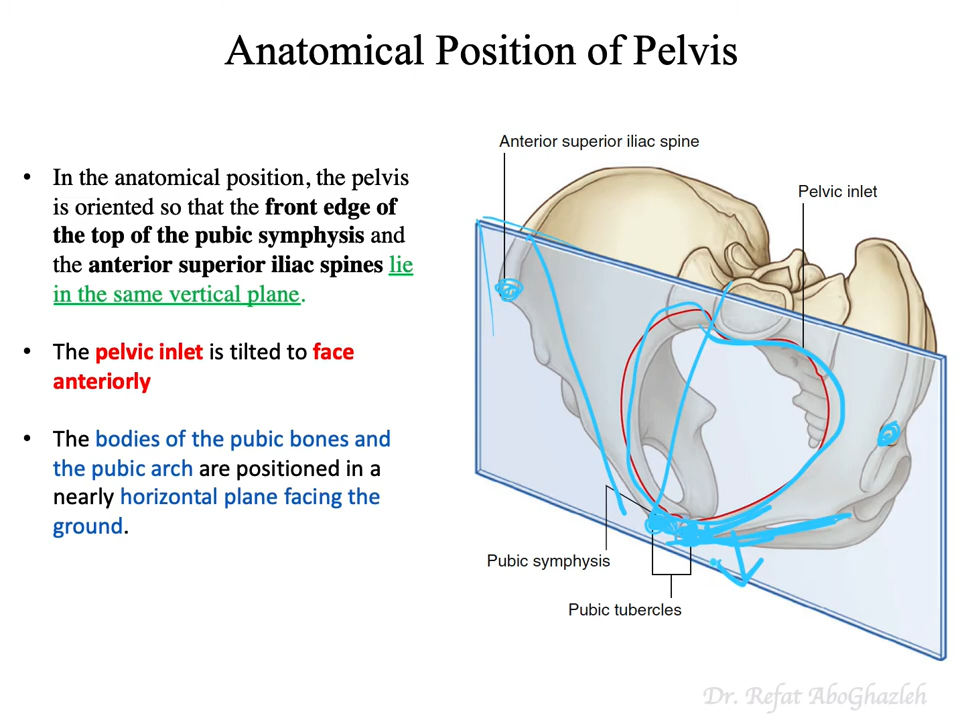 Anatomical Position of Pelvis
• In the anatomical position, the pelvis
is oriented so that the front edge of
the top of the pubic symphysis and
the anterior superior iliac spines lie
in the same vertical plane.
• The pelvic inlet is tilted to face
anteriorly
• The bodies of the pubic bones and
the pubic arch are positioned in a
nearly horizontal plane facing the
ground.
Anterior superior iliac spine
Pelvic inlet
Pubic symphysis
Pubic tubercles
Dr. Refat AboGhazleh